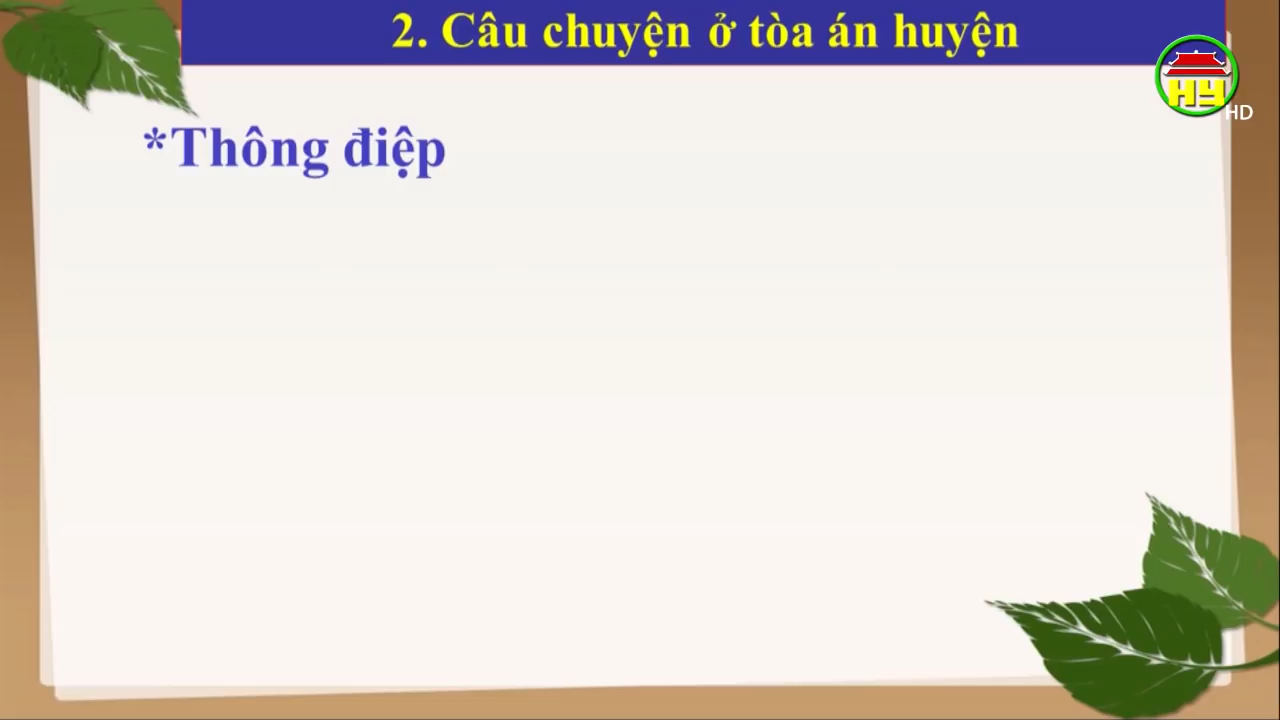 2. Câu chuyện ở tòa án huyện
HY
HD
*Thông điệp